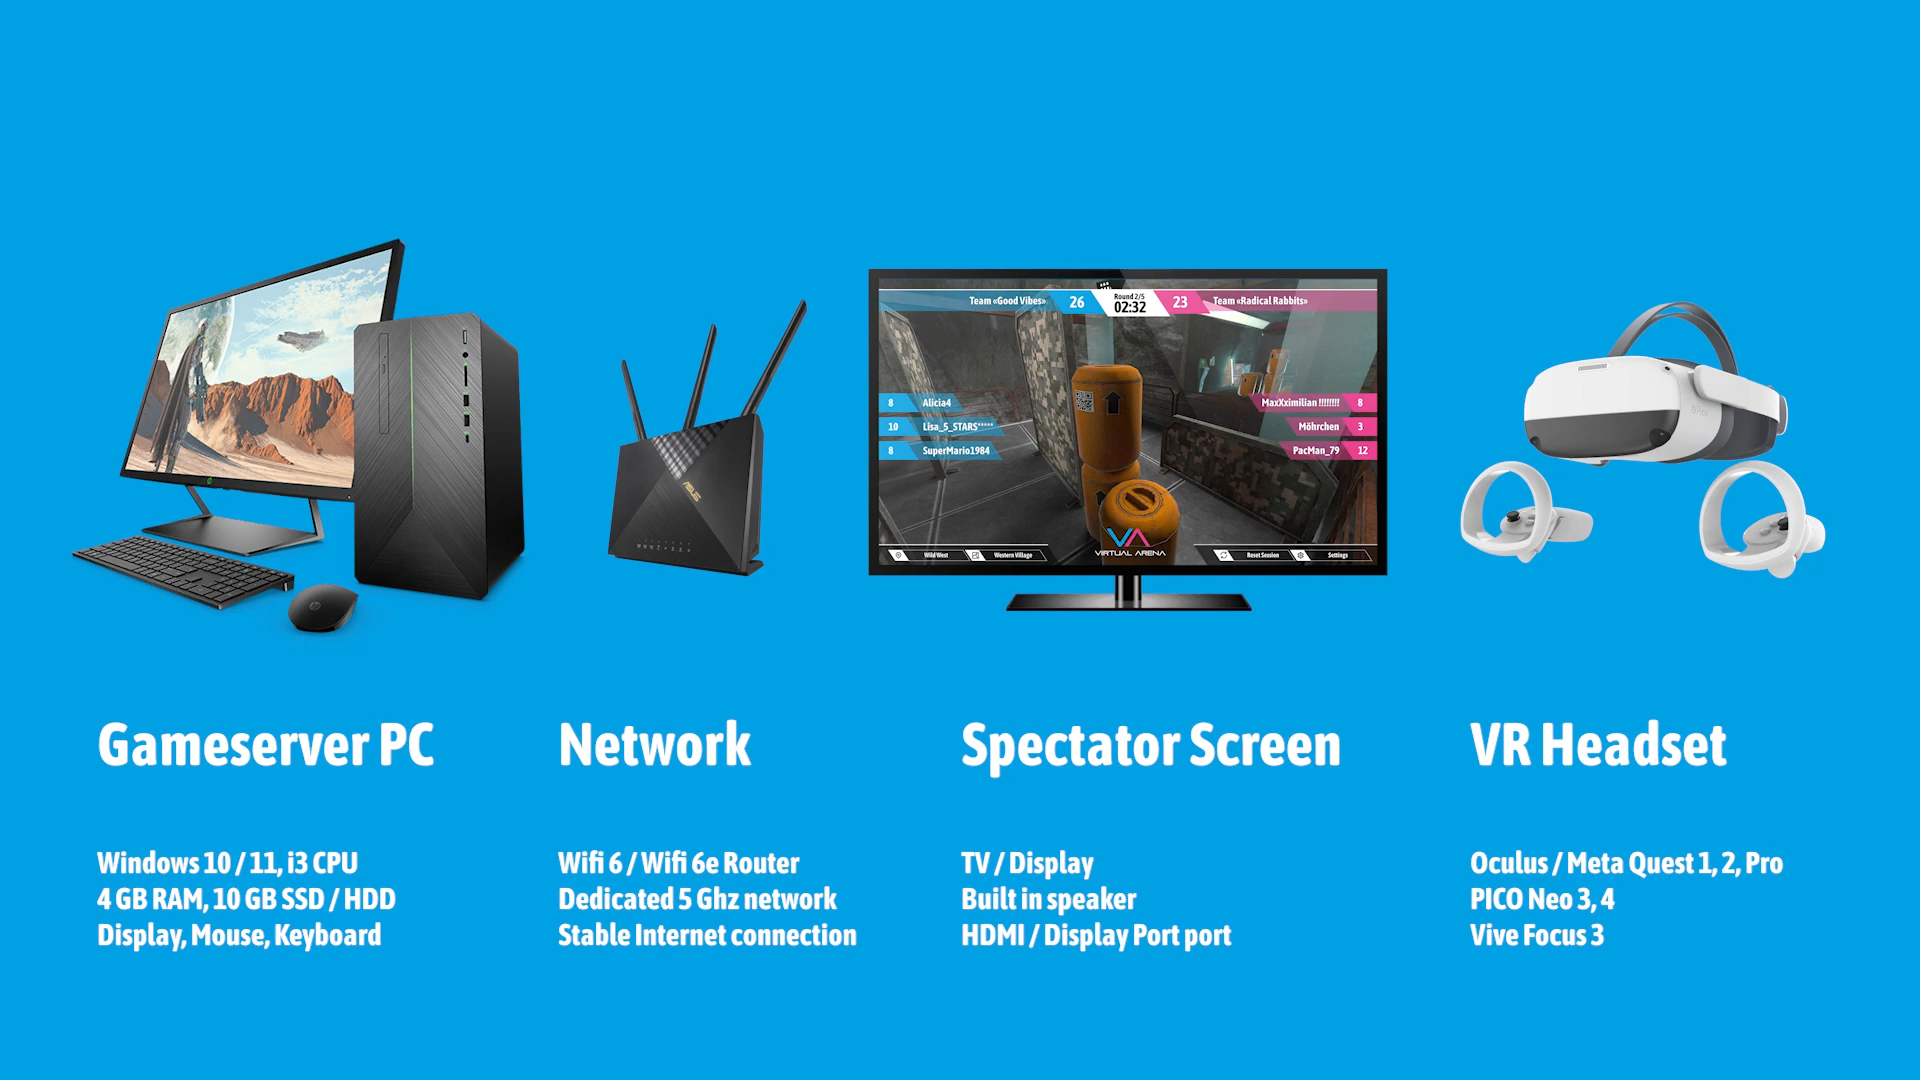 Team «Good Vibes» 26 Round 2/5 23 Team «Radical Rabbits»
02:32
8 Alicia4
10 Lisa_5_STARS*****
8 SuperMario1984
MaxXximilian !!!!!!!! 8
Möhrchen 3
PacMan_79 12
VIRTUAL ARENA
Wild West Western Village Reset Session Settings
ASUS
Gameserver PC
Windows 10 / 11, i3 CPU
4 GB RAM, 10 GB SSD / HDD
Display, Mouse, Keyboard
Network
Wifi 6 / Wifi 6e Router
Dedicated 5 Ghz network
Stable Internet connection
Spectator Screen
TV / Display
Built in speaker
HDMI / Display Port port
VR Headset
Oculus / Meta Quest 1, 2, Pro
PICO Neo 3, 4
Vive Focus 3